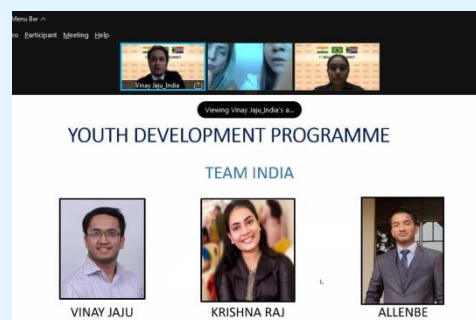 Menu Bar ^
eo Participant Meeting Help
Vinay Jaju_India
Viewing Vinay Jaju_India's a...
YOUTH DEVELOPMENT PROGRAMME
TEAM INDIA
VINAY JAJU KRISHNA RAJ ALLENBE